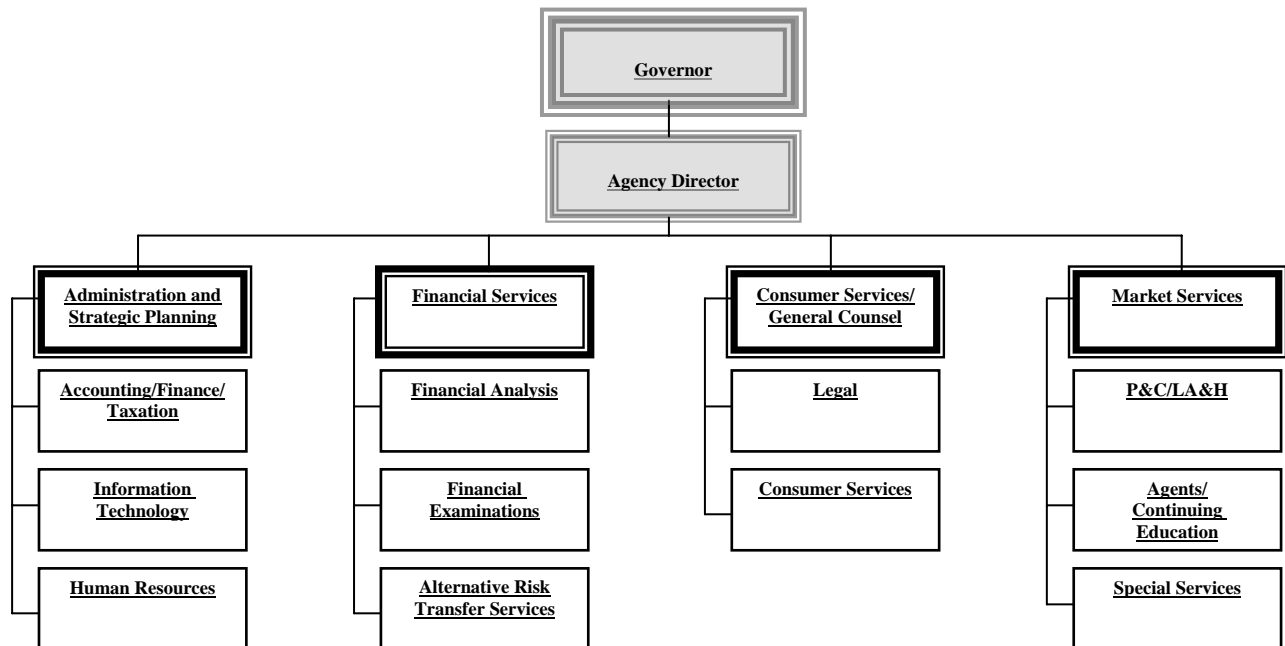 Governor
Agency Director
Administration and
Strategic Planning
Financial Services
Consumer Services/
General Counsel
Market Services
Accounting/Finance/
Taxation
Financial Analysis
Legal
P&C/LA&H
Information
Technology
Financial
Examinations
Consumer Services
Agents/
Continuing
Education
Human Resources
Alternative Risk
Transfer Services
Special Services